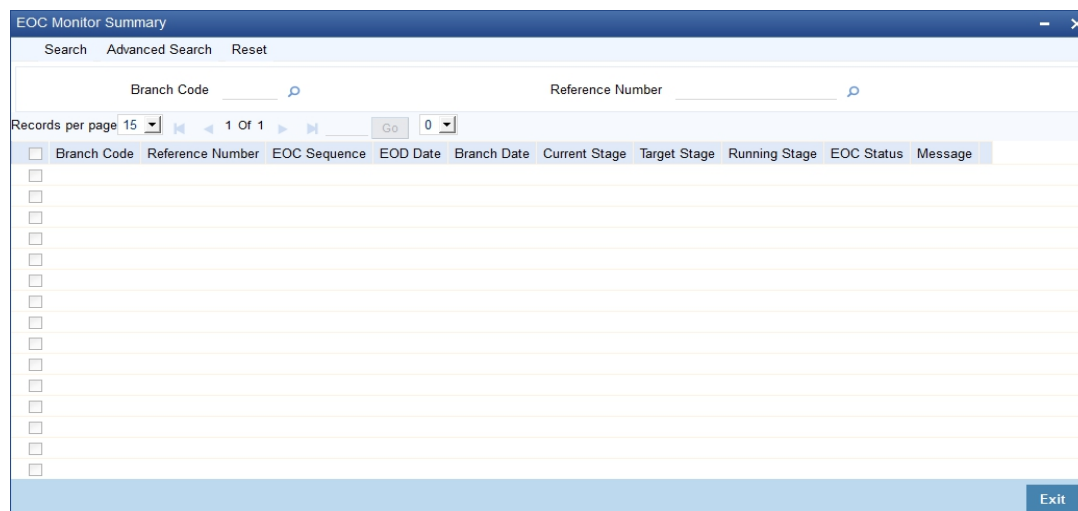 EOC Monitor Summary
Search Advanced Search Reset
Branch Code Reference Number
Records per page 15 1 Of 1 Go 0
Branch Code Reference Number EOC Sequence EOD Date Branch Date Current Stage Target Stage Running Stage EOC Status Message
Exit